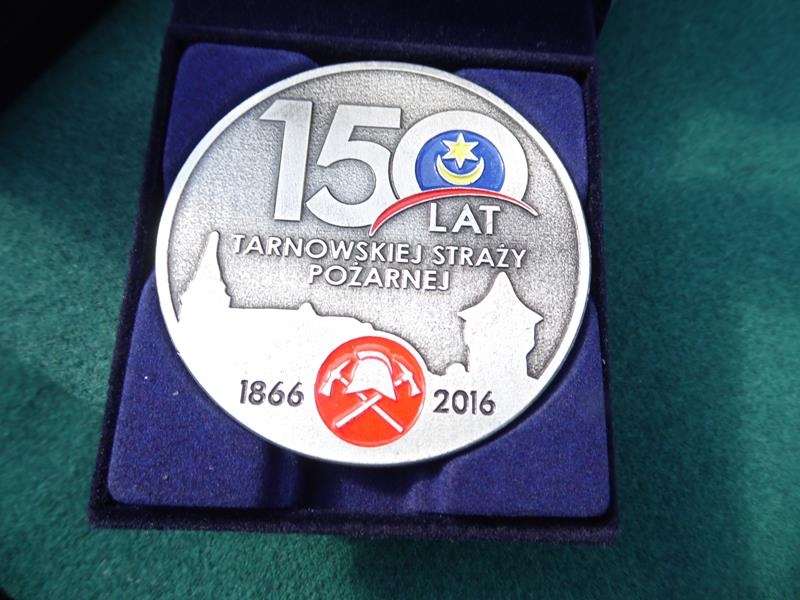 150
LAT
TARNOWSKIEJ STRAŻY
POŻARNEJ
1866 2016